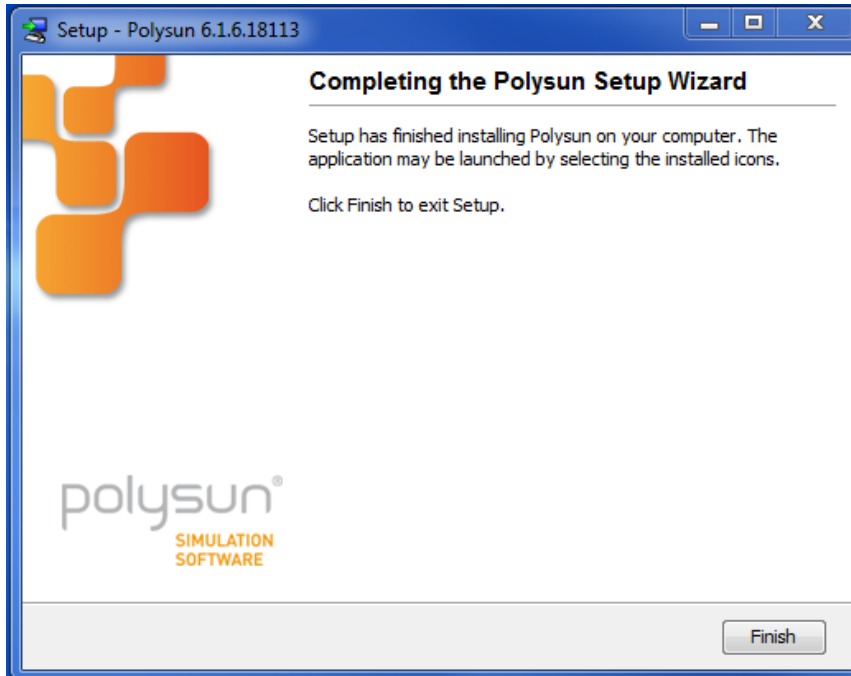 Setup - Polysun 6.1.6.18113
Completing the Polysun Setup Wizard
Setup has finished installing Polysun on your computer. The
application may be launched by selecting the installed icons.
Click Finish to exit Setup.
polysun®
SIMULATION
SOFTWARE
Finish